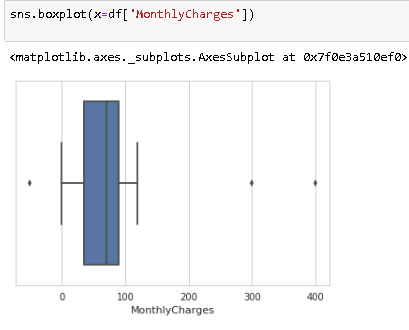 sns.boxplot(x=df['MonthlyCharges'])
<matplotlib.axes._subplots.AxesSubplot at 0x7f0e3a510ef0>
0 100 200 300 400
MonthlyCharges